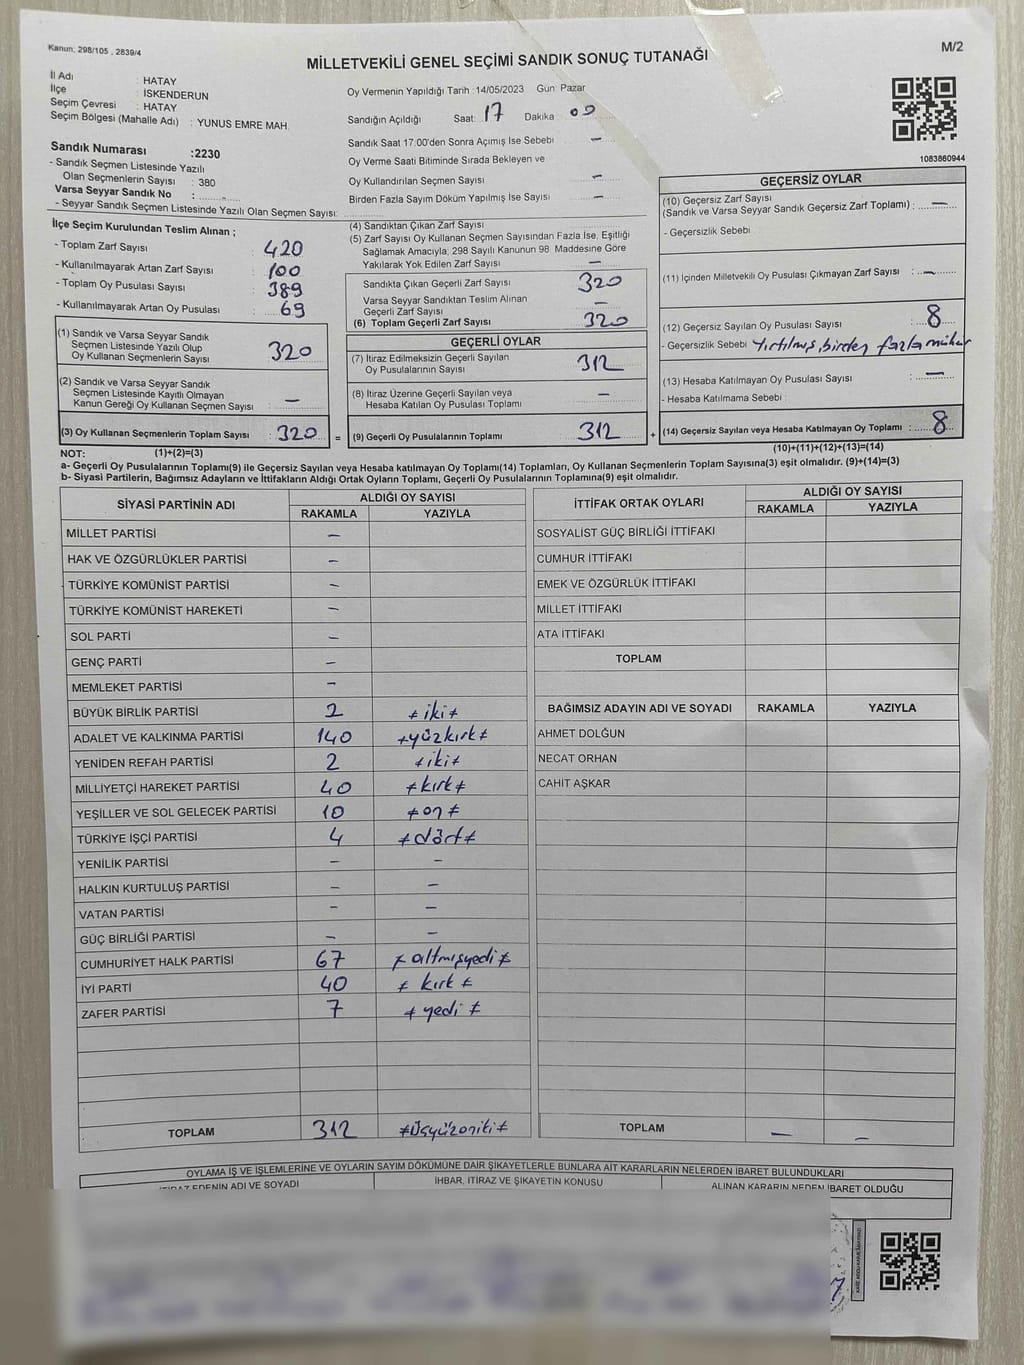 Kanun; 298/105 , 2839/4
M/2
MİLLETVEKİLİ GENEL SEÇİMİ SANDIK SONUÇ TUTANAĞI
İl Adı : HATAY
İlçe : İSKENDERUN
Seçim Çevresi : HATAY
Seçim Bölgesi (Mahalle Adı) : YUNUS EMRE MAH.
Oy Vermenin Yapıldığı Tarih : 14/05/2023 Gün: Pazar
Sandığın Açıldığı Saat: 17 Dakika 00
Sandık Saat 17:00'den Sonra Açımış İse Sebebi –
Oy Verme Saati Bitiminde Sırada Bekleyen ve
Oy Kullandırılan Seçmen Sayısı –
Birden Fazla Sayım Döküm Yapılmış İse Sayısı –
1083860944
Sandık Numarası :2230
- Sandık Seçmen Listesinde Yazılı
Olan Seçmenlerin Sayısı : 380
Varsa Seyyar Sandık No :
- Seyyar Sandık Seçmen Listesinde Yazılı Olan Seçmen Sayısı:
İlçe Seçim Kurulundan Teslim Alınan ;
- Toplam Zarf Sayısı : 420
- Kullanılmayarak Artan Zarf Sayısı : 100
- Toplam Oy Pusulası Sayısı : 389
- Kullanılmayarak Artan Oy Pusulası : 69
(1) Sandık ve Varsa Seyyar Sandık
Seçmen Listesinde Yazılı Olup
Oy Kullanan Seçmenlerin Sayısı : 320
(2) Sandık ve Varsa Seyyar Sandık
Seçmen Listesinde Kayıtlı Olmayan
Kanun Gereği Oy Kullanan Seçmen Sayısı : –
(3) Oy Kullanan Seçmenlerin Toplam Sayısı : 320
(1)+(2)=(3)
(4) Sandıktan Çıkan Zarf Sayısı
(5) Zarf Sayısı Oy Kullanan Seçmen Sayısından Fazla İse, Eşitliği
Sağlamak Amacıyla; 298 Sayılı Kanunun 98. Maddesine Göre
Yakılarak Yok Edilen Zarf Sayısı –
Sandıkta Çıkan Geçerli Zarf Sayısı 320
Varsa Seyyar Sandıktan Teslim Alınan
Geçerli Zarf Sayısı –
(6) Toplam Geçerli Zarf Sayısı 320
GEÇERLİ OYLAR
(7) İtiraz Edilmeksizin Geçerli Sayılan
Oy Pusulalarının Sayısı 312
(8) İtiraz Üzerine Geçerli Sayılan veya
Hesaba Katılan Oy Pusulası Toplamı –
= (9) Geçerli Oy Pusulalarının Toplamı 312 +
GEÇERSİZ OYLAR
(10) Geçersiz Zarf Sayısı
(Sandık ve Varsa Seyyar Sandık Geçersiz Zarf Toplamı) : –
- Geçersizlik Sebebi
(11) İçinden Milletvekili Oy Pusulası Çıkmayan Zarf Sayısı : –
(12) Geçersiz Sayılan Oy Pusulası Sayısı : 8
- Geçersizlik Sebebi Yırtılmış, birden fazla mühür
(13) Hesaba Katılmayan Oy Pusulası Sayısı : –
- Hesaba Katılmama Sebebi
(14) Geçersiz Sayılan veya Hesaba Katılmayan Oy Toplamı : 8
(10)+(11)+(12)+(13)=(14)
NOT:
a- Geçerli Oy Pusulalarının Toplamı(9) ile Geçersiz Sayılan veya Hesaba katılmayan Oy Toplamı(14) Toplamları, Oy Kullanan Seçmenlerin Toplam Sayısına(3) eşit olmalıdır. (9)+(14)=(3)
b- Siyasi Partilerin, Bağımsız Adayların ve İttifakların Aldığı Ortak Oyların Toplamı, Geçerli Oy Pusulalarının Toplamına(9) eşit olmalıdır.
SİYASİ PARTİNİN ADI ALDIĞI OY SAYISI
RAKAMLA YAZIYLA
MİLLET PARTİSİ –
HAK VE ÖZGÜRLÜKLER PARTİSİ –
TÜRKİYE KOMÜNİST PARTİSİ –
TÜRKİYE KOMÜNİST HAREKETİ –
SOL PARTİ –
GENÇ PARTİ –
MEMLEKET PARTİSİ –
BÜYÜK BİRLİK PARTİSİ 2 ≠ iki ≠
ADALET VE KALKINMA PARTİSİ 140 ≠ yüzkırk ≠
YENİDEN REFAH PARTİSİ 2 ≠ iki ≠
MİLLİYETÇİ HAREKET PARTİSİ 40 ≠ kırk ≠
YEŞİLLER VE SOL GELECEK PARTİSİ 10 ≠ on ≠
TÜRKİYE İŞÇİ PARTİSİ 4 ≠ dört ≠
YENİLİK PARTİSİ – –
HALKIN KURTULUŞ PARTİSİ – –
VATAN PARTİSİ – –
GÜÇ BİRLİĞİ PARTİSİ – –
CUMHURİYET HALK PARTİSİ 67 ≠ altmışyedi ≠
İYİ PARTİ 40 ≠ kırk ≠
ZAFER PARTİSİ 7 ≠ yedi ≠
TOPLAM 312 ≠ üçyüzoniki ≠
İTTİFAK ORTAK OYLARI ALDIĞI OY SAYISI
RAKAMLA YAZIYLA
SOSYALİST GÜÇ BİRLİĞİ İTTİFAKI
CUMHUR İTTİFAKI
EMEK VE ÖZGÜRLÜK İTTİFAKI
MİLLET İTTİFAKI
ATA İTTİFAKI
TOPLAM
BAĞIMSIZ ADAYIN ADI VE SOYADI RAKAMLA YAZIYLA
AHMET DOLĞUN
NECAT ORHAN
CAHİT AŞKAR
TOPLAM – –
OYLAMA İŞ VE İŞLEMLERİNE VE OYLARIN SAYIM DÖKÜMÜNE DAİR ŞİKAYETLERLE BUNLARA AİT KARARLARIN NELERDEN İBARET BULUNDUKLARI
İTİRAZ EDENİN ADI VE SOYADI İHBAR, İTİRAZ VE ŞİKAYETİN KONUSU ALINAN KARARIN NEDEN İBARET OLDUĞU